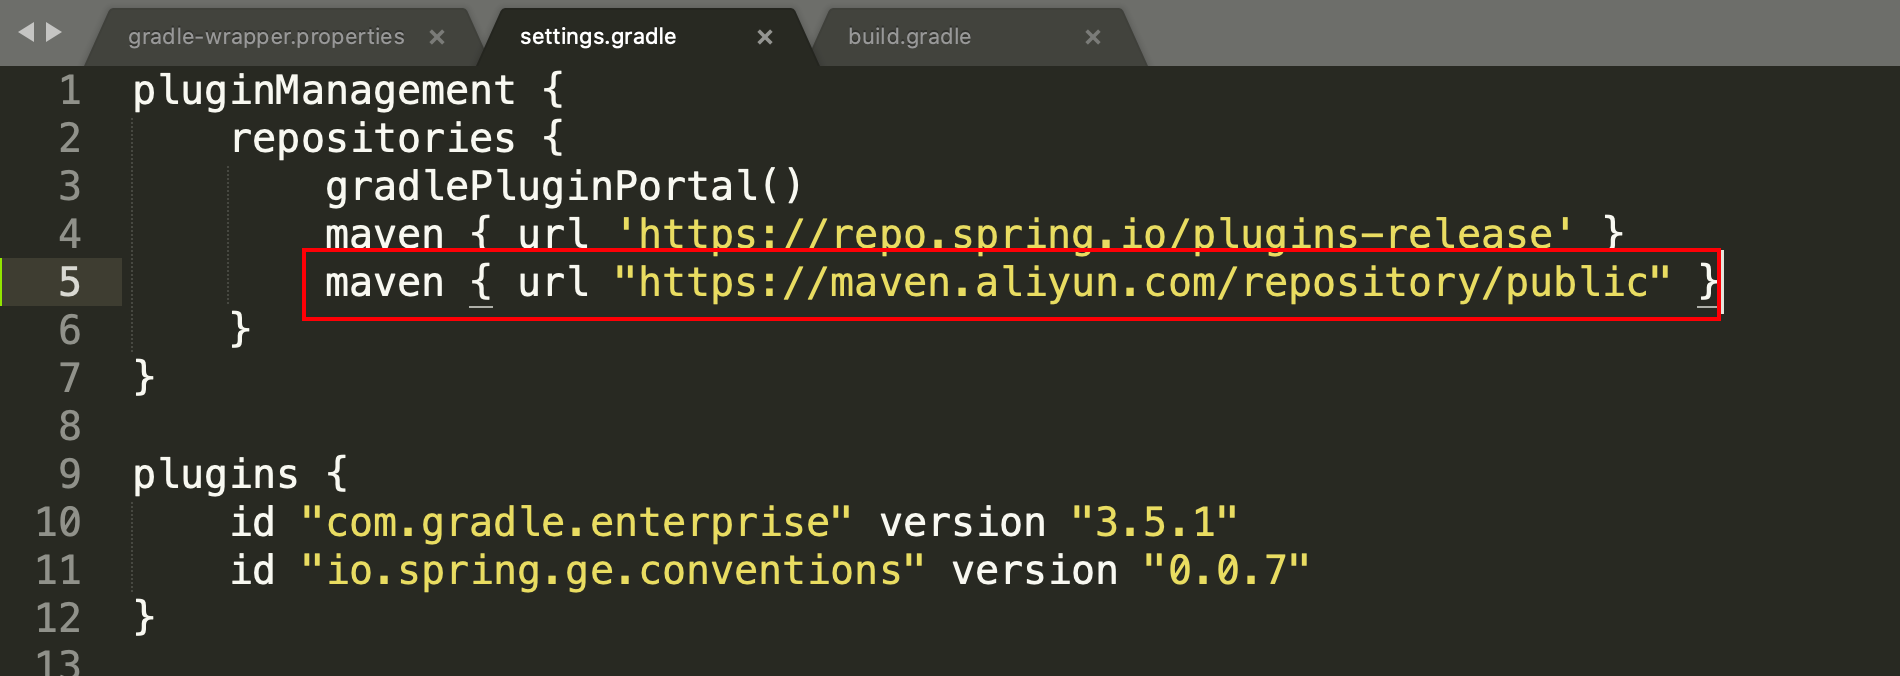 gradle-wrapper.properties × settings.gradle × build.gradle ×
1 pluginManagement {
2 repositories {
3 gradlePluginPortal()
4 maven { url 'https://repo.spring.io/plugins-release' }
5 maven { url "https://maven.aliyun.com/repository/public" }
6 }
7 }
8
9 plugins {
10 id "com.gradle.enterprise" version "3.5.1"
11 id "io.spring.ge.conventions" version "0.0.7"
12 }
13